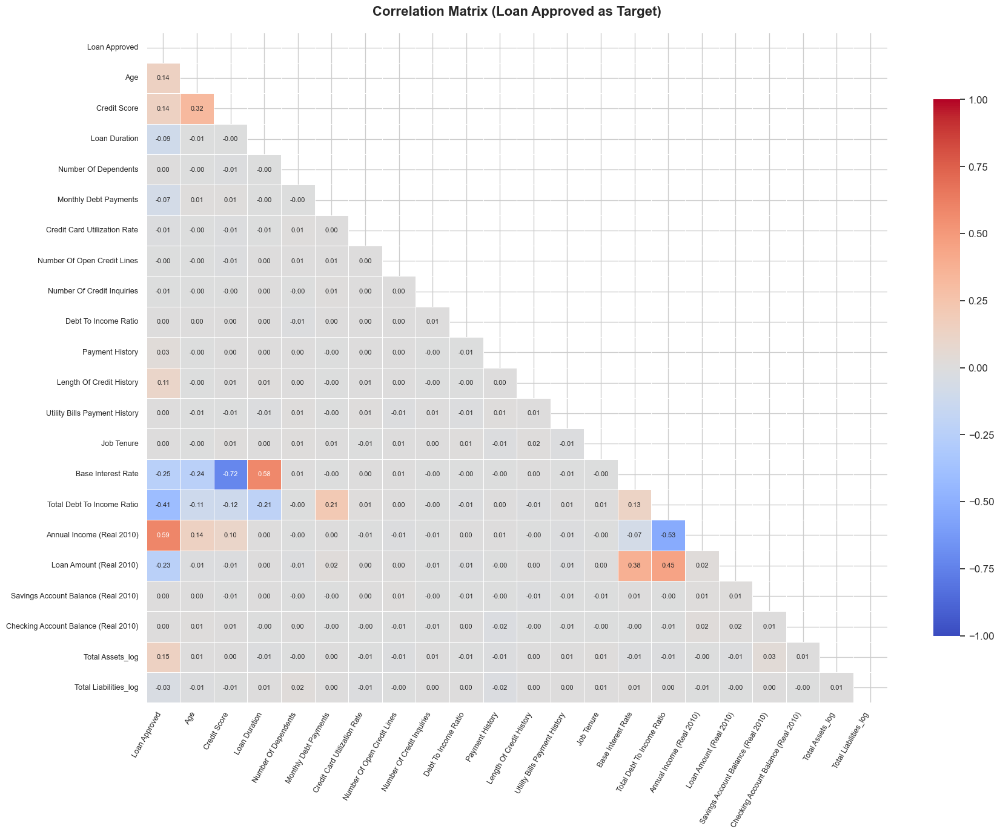 Correlation Matrix (Loan Approved as Target)
Loan Approved
Age 0.14
Credit Score 0.14 0.32
Loan Duration -0.09 -0.01 -0.00
Number Of Dependents 0.00 -0.00 -0.01 -0.00
Monthly Debt Payments -0.07 0.01 0.01 -0.00 -0.00
Credit Card Utilization Rate -0.01 -0.00 -0.01 -0.01 0.01 0.00
Number Of Open Credit Lines -0.00 -0.00 -0.01 0.00 0.01 0.01 0.00
Number Of Credit Inquiries -0.01 -0.00 -0.00 0.00 -0.00 0.01 0.00 0.00
Debt To Income Ratio 0.00 0.00 0.00 0.00 -0.01 0.00 0.00 0.00 0.01
Payment History 0.03 -0.00 0.00 0.00 0.00 -0.00 0.00 0.00 -0.00 -0.01
Length Of Credit History 0.11 -0.00 0.01 0.01 0.00 -0.00 0.01 0.00 -0.00 -0.00 0.00
Utility Bills Payment History 0.00 -0.01 -0.01 -0.01 0.01 -0.00 0.01 -0.01 0.01 -0.01 0.01 0.01
Job Tenure 0.00 -0.00 0.01 0.00 0.01 0.01 -0.01 0.01 0.00 0.01 -0.01 0.02 -0.01
Base Interest Rate -0.25 -0.24 -0.72 0.58 0.01 -0.00 0.00 0.01 -0.00 -0.00 -0.00 0.00 -0.01 -0.00
Total Debt To Income Ratio -0.41 -0.11 -0.12 -0.21 -0.00 0.21 0.01 0.00 -0.00 -0.01 0.00 -0.01 0.01 0.01 0.13
Annual Income (Real 2010) 0.59 0.14 0.10 0.00 -0.00 0.00 -0.01 -0.01 -0.01 0.00 0.01 -0.00 -0.01 -0.00 -0.07 -0.53
Loan Amount (Real 2010) -0.23 -0.01 -0.01 0.00 -0.01 0.02 0.00 0.00 -0.01 -0.01 -0.00 0.00 -0.01 0.00 0.38 0.45 0.02
Savings Account Balance (Real 2010) 0.00 0.00 -0.01 0.00 -0.00 -0.00 0.00 0.01 -0.00 -0.01 -0.00 -0.01 -0.01 -0.01 0.01 -0.00 0.01 0.01
Checking Account Balance (Real 2010) 0.00 0.01 0.01 -0.00 0.00 -0.00 -0.00 -0.01 -0.01 0.00 -0.02 -0.00 -0.01 -0.00 -0.00 -0.01 0.02 0.02 0.01
Total Assets_log 0.15 0.01 0.00 -0.01 -0.00 0.00 -0.01 -0.01 0.01 -0.01 -0.01 0.00 0.01 0.01 -0.01 -0.01 -0.00 -0.01 0.03 0.01
Total Liabilities_log -0.03 -0.01 -0.01 0.01 0.02 0.00 -0.01 -0.00 0.00 0.00 -0.02 0.00 0.00 0.01 0.01 0.00 -0.01 -0.00 0.00 -0.00 0.01
Loan Approved
Age
Credit Score
Loan Duration
Number Of Dependents
Monthly Debt Payments
Credit Card Utilization Rate
Number Of Open Credit Lines
Number Of Credit Inquiries
Debt To Income Ratio
Payment History
Length Of Credit History
Utility Bills Payment History
Job Tenure
Base Interest Rate
Total Debt To Income Ratio
Annual Income (Real 2010)
Loan Amount (Real 2010)
Savings Account Balance (Real 2010)
Checking Account Balance (Real 2010)
Total Assets_log
Total Liabilities_log
1.00
0.75
0.50
0.25
0.00
−0.25
−0.50
−0.75
−1.00